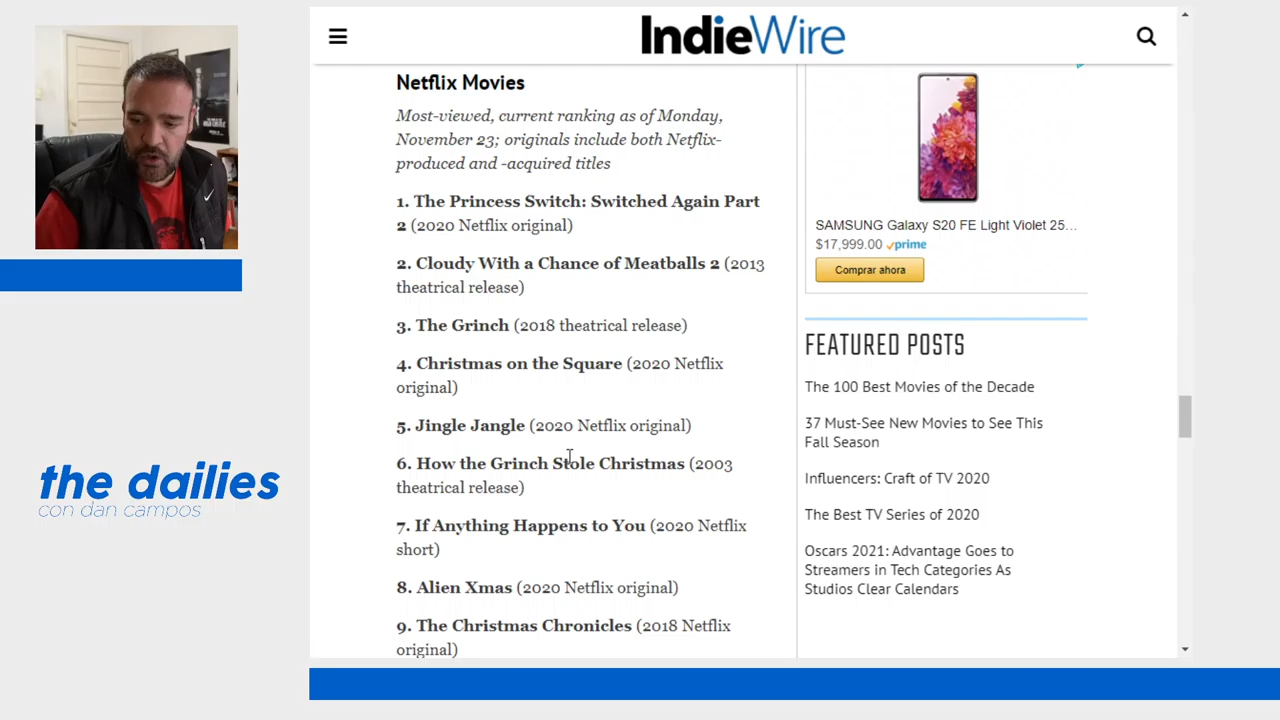 IndieWire
Netflix Movies
Most-viewed, current ranking as of Monday,
November 23; originals include both Netflix-
produced and -acquired titles
1. The Princess Switch: Switched Again Part
2 (2020 Netflix original)
2. Cloudy With a Chance of Meatballs 2 (2013
theatrical release)
3. The Grinch (2018 theatrical release)
4. Christmas on the Square (2020 Netflix
original)
5. Jingle Jangle (2020 Netflix original)
6. How the Grinch Stole Christmas (2003
theatrical release)
7. If Anything Happens to You (2020 Netflix
short)
8. Alien Xmas (2020 Netflix original)
9. The Christmas Chronicles (2018 Netflix
original)
SAMSUNG Galaxy S20 FE Light Violet 25...
$17,999.00 prime
Comprar ahora
FEATURED POSTS
The 100 Best Movies of the Decade
37 Must-See New Movies to See This
Fall Season
Influencers: Craft of TV 2020
The Best TV Series of 2020
Oscars 2021: Advantage Goes to
Streamers in Tech Categories As
Studios Clear Calendars
the dailies
con dan campos